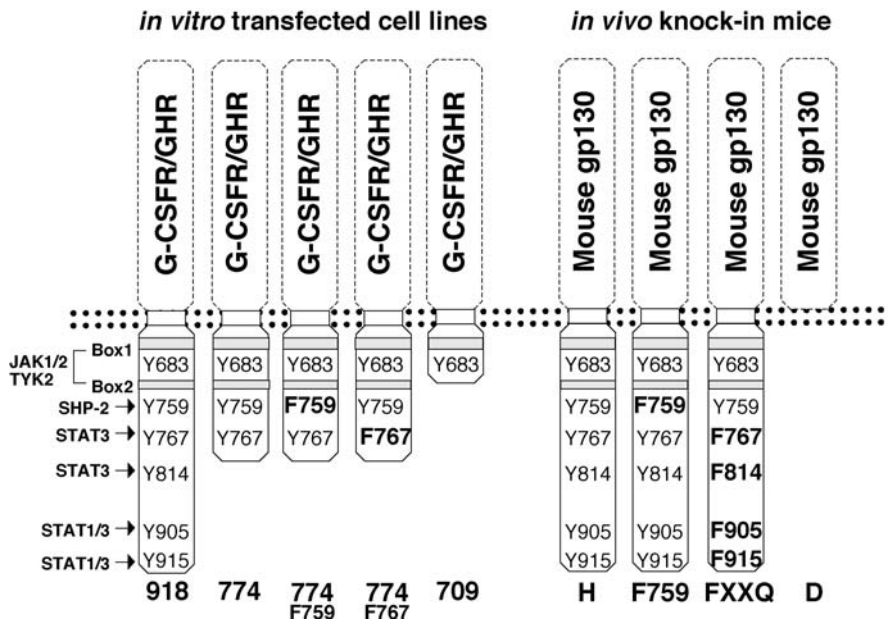 in vitro transfected cell lines
in vivo knock-in mice
G-CSFR/GHR
G-CSFR/GHR
G-CSFR/GHR
G-CSFR/GHR
G-CSFR/GHR
Mouse gp130
Mouse gp130
Mouse gp130
Mouse gp130
JAK1/2
TYK2
Box1
Box2
Y683 Y683 Y683 Y683 Y683 Y683 Y683 Y683
SHP-2 Y759 Y759 F759 Y759 Y759 F759 Y759
STAT3 Y767 Y767 Y767 F767 Y767 Y767 F767
STAT3 Y814 Y814 Y814 F814
STAT1/3 Y905 Y905 Y905 F905
STAT1/3 Y915 Y915 Y915 F915
918 774 774 774 709 H F759 FXXQ D
F759 F767